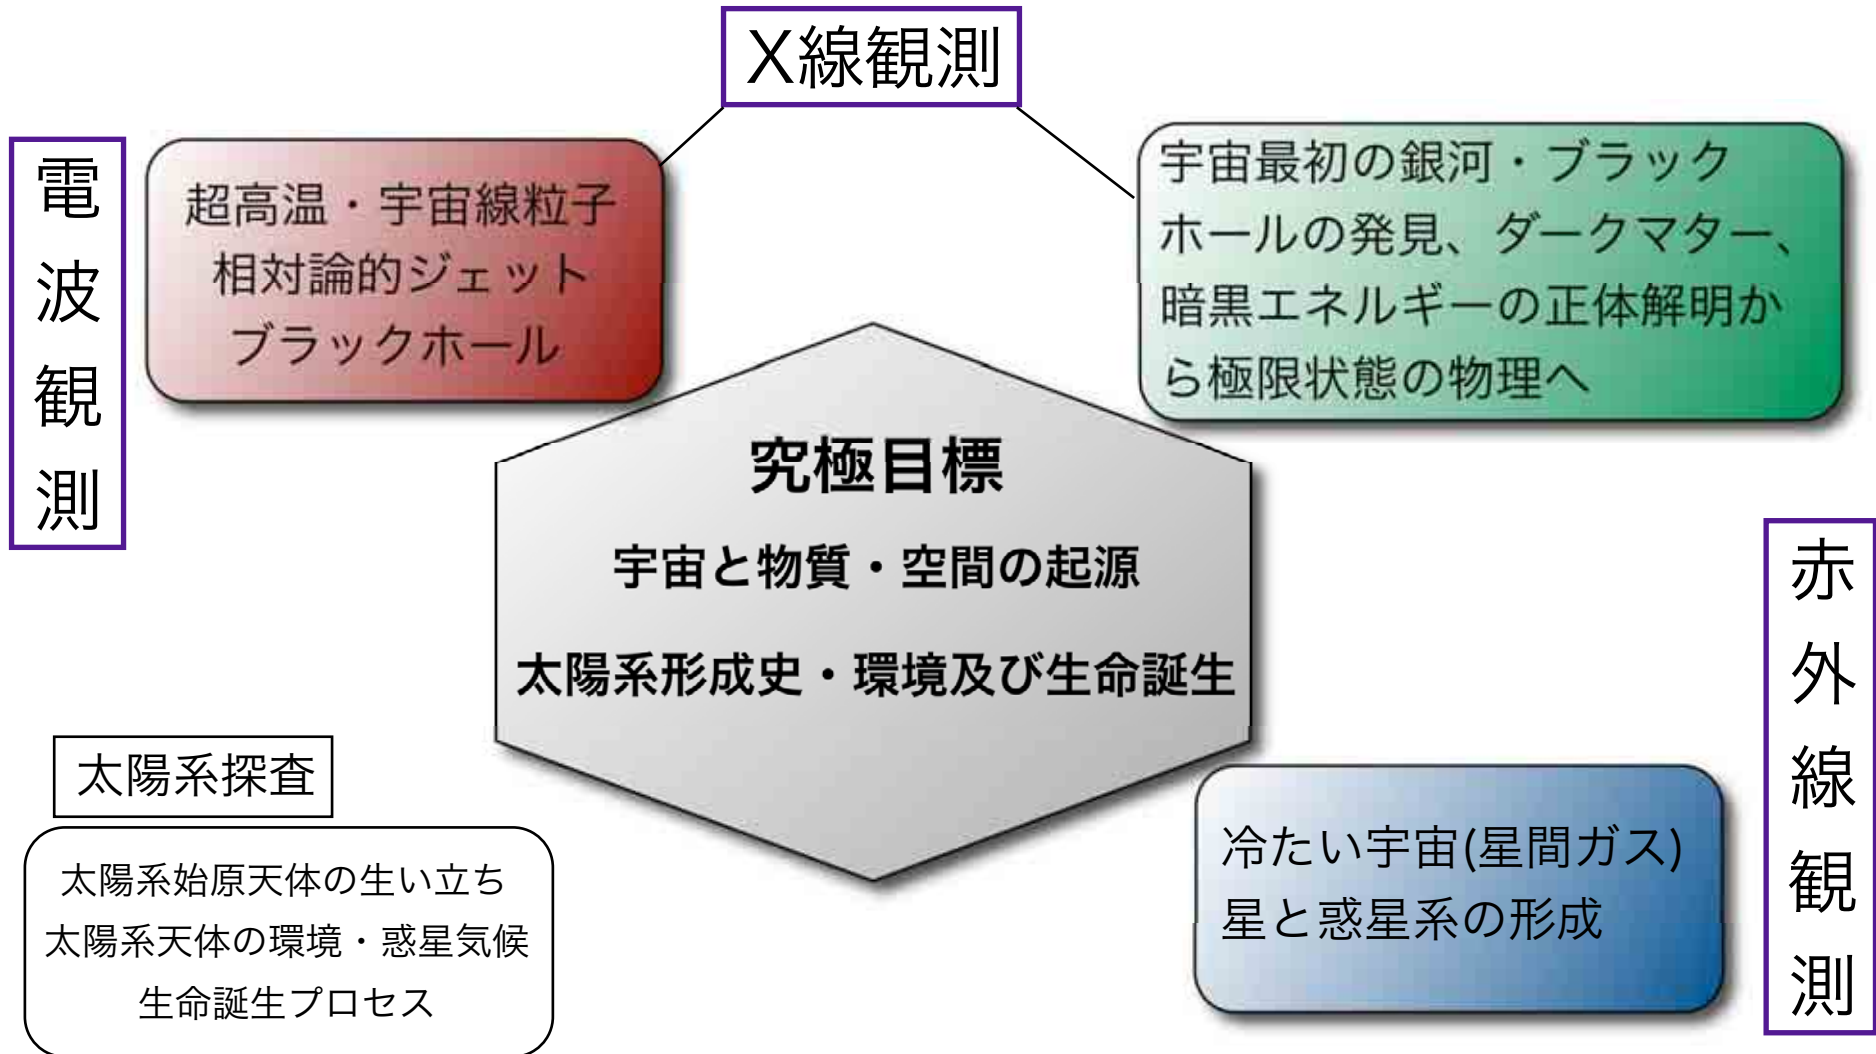 X線観測
電波観測
超高温・宇宙線粒子
相対論的ジェット
ブラックホール
宇宙最初の銀河・ブラック
ホールの発見、ダークマター、
暗黒エネルギーの正体解明か
ら極限状態の物理へ
究極目標
宇宙と物質・空間の起源
太陽系形成史・環境及び生命誕生
赤外線観測
太陽系探査
太陽系始原天体の生い立ち
太陽系天体の環境・惑星気候
生命誕生プロセス
冷たい宇宙(星間ガス)
星と惑星系の形成